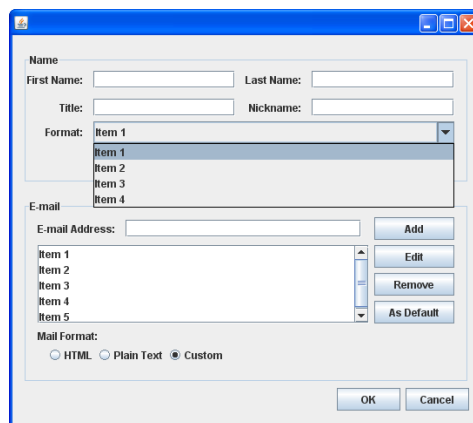 Name
First Name: Last Name:
Title: Nickname:
Format: Item 1
Item 1
Item 2
Item 3
Item 4
E-mail
E-mail Address: Add
Item 1 Edit
Item 2
Item 3 Remove
Item 4
Item 5 As Default
Mail Format:
HTML Plain Text Custom
OK Cancel